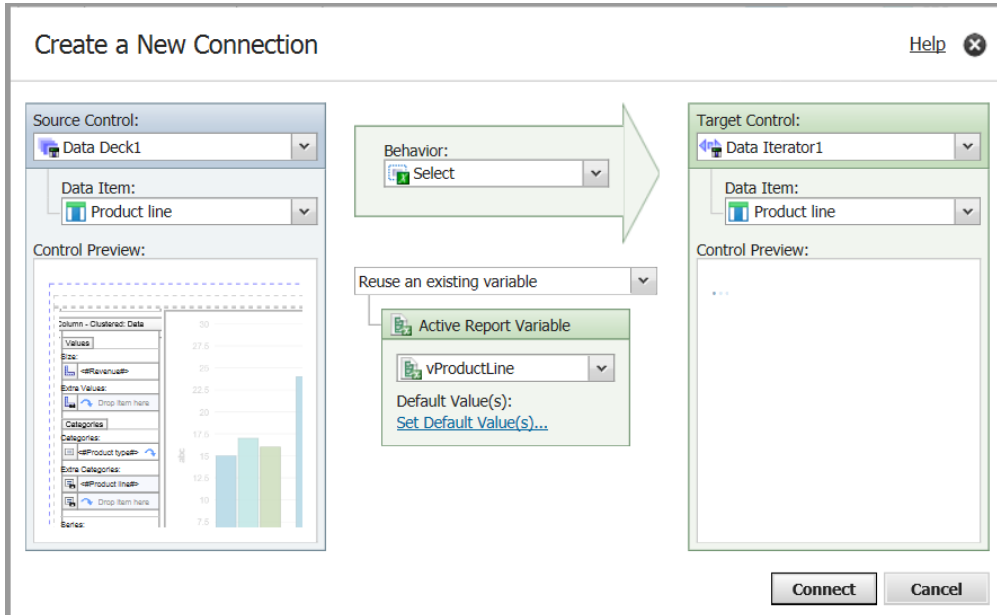 Create a New Connection
Help
Source Control:
Data Deck1
Data Item:
Product line
Control Preview:
Column - Clustered: Data
Values
Size:
<#Revenue#>
Extra Values:
Drop item here
Categories
Categories:
<#Product type#>
Extra Categories:
<#Product line#>
Drop item here
Series:
abc
30
27.5
25
22.5
20
17.5
15
12.5
10
7.5
Behavior:
Select
Reuse an existing variable
Active Report Variable
vProductLine
Default Value(s):
Set Default Value(s)...
Target Control:
Data Iterator1
Data Item:
Product line
Control Preview:
Connect
Cancel